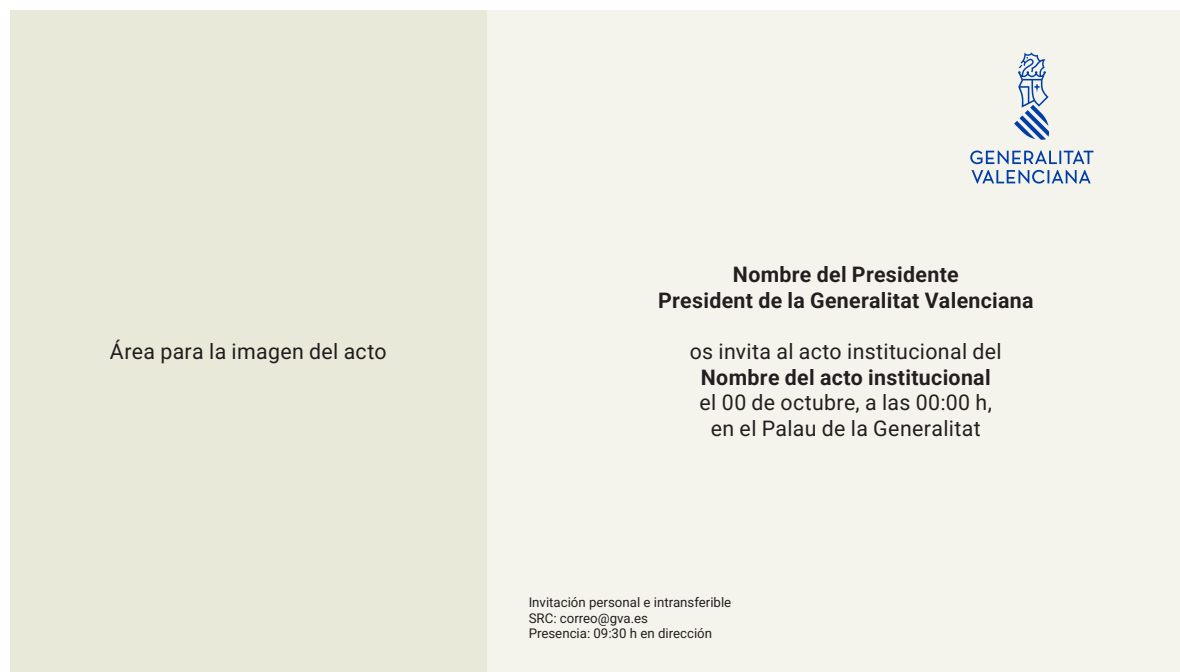 Área para la imagen del acto
GENERALITAT
VALENCIANA
Nombre del Presidente
President de la Generalitat Valenciana
os invita al acto institucional del
Nombre del acto institucional
el 00 de octubre, a las 00:00 h,
en el Palau de la Generalitat
Invitación personal e intransferible
SRC: correo@gva.es
Presencia: 09:30 h en dirección